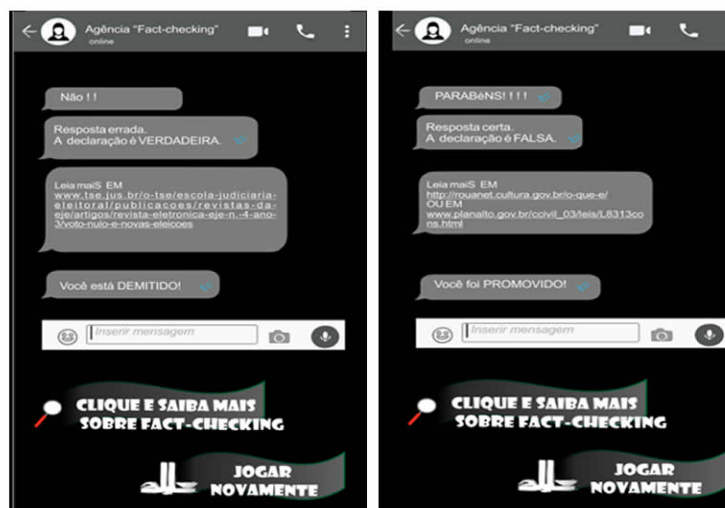 Agência "Fact-checking"
online
Não ! !
Resposta errada.
A declaração é VERDADEIRA.
Leia maiS EM
www.tse.jus.br/o-tse/escola-judiciaria-
eleitoral/publicacoes/revistas-da-
eje/artigos/revista-eletronica-eje-n.-4-ano-
3/voto-nulo-e-novas-eleicoes
Você está DEMITIDO!
Inserir mensagem
CLIQUE E SAIBA MAIS
SOBRE FACT-CHECKING
JOGAR
NOVAMENTE
Agência "Fact-checking"
online
PARABéNS! ! ! !
Resposta certa.
A declaração é FALSA.
Leia maiS EM
http://rouanet.cultura.gov.br/o-que-e/
OU EM
www.planalto.gov.br/ccivil_03/leis/L8313co
ns.html
Você foi PROMOVIDO!
Inserir mensagem
CLIQUE E SAIBA MAIS
SOBRE FACT-CHECKING
JOGAR
NOVAMENTE